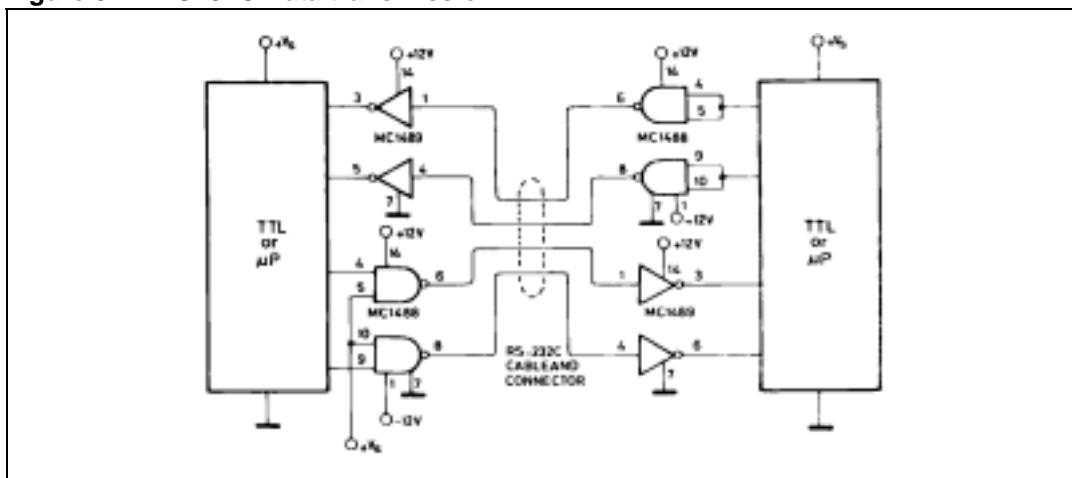 +VS +12V +12V +VS
14 14 4
3 1 6 5
MC1489 MC1488
5 4 8 9
10
7 7 1
-12V
+12V +12V
TTL or µP
14 14
4 6 1 3
5
MC1488 MC1489
TTL or µP
10 8 4 6
9
RS-232C
CABLE AND
CONNECTOR
1 7 7
-12V
+VS